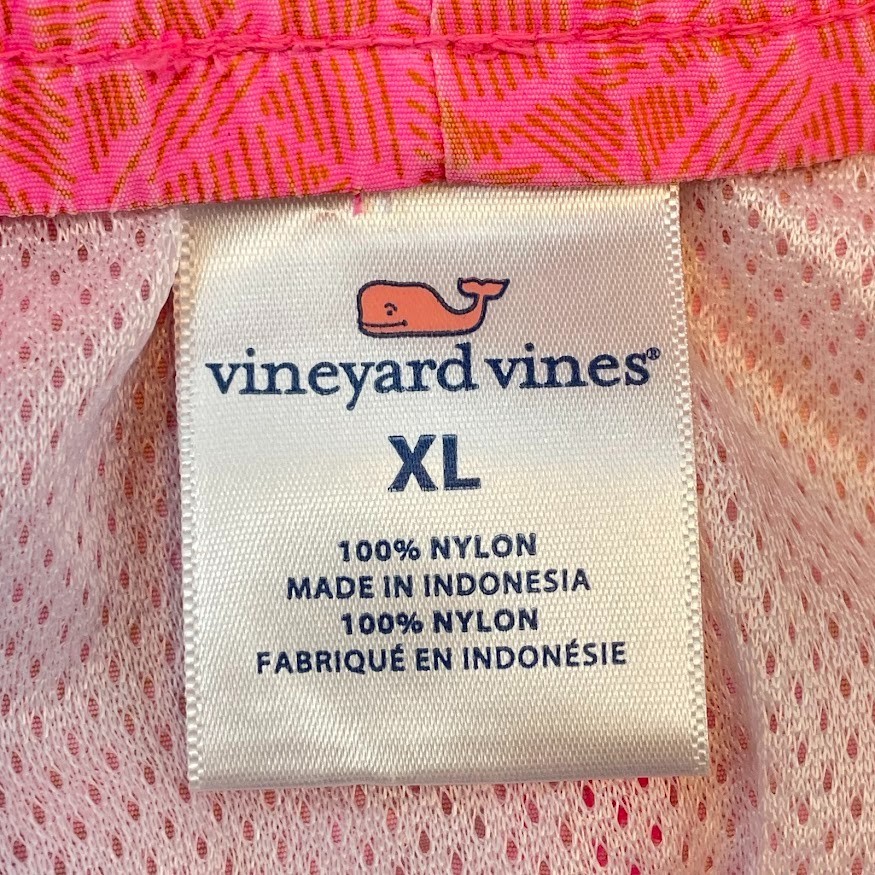 vineyard vines®
XL
100% NYLON
MADE IN INDONESIA
100% NYLON
FABRIQUÉ EN INDONÉSIE